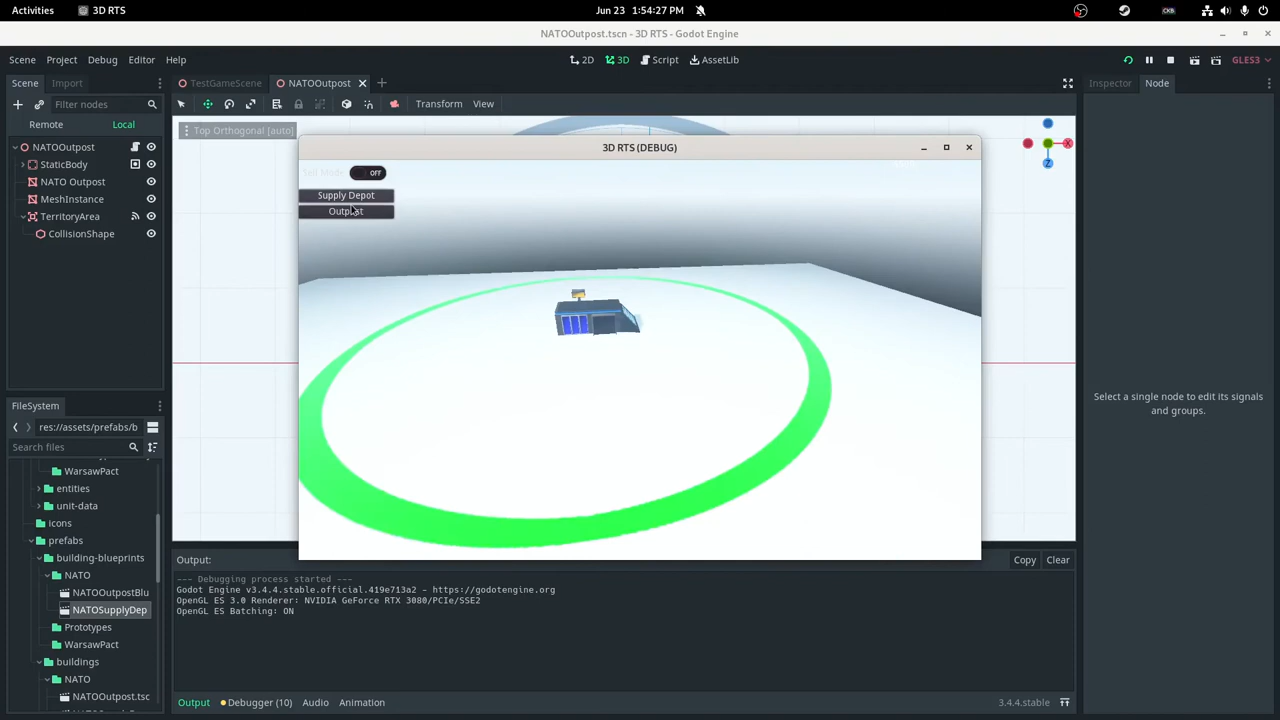 Activities
3D RTS
Jun 23 1:54:27 PM
CKB
NATOOutpost.tscn - 3D RTS - Godot Engine
Scene Project Debug Editor Help
2D 3D Script AssetLib
GLES3
Scene Import
TestGameScene
NATOOutpost
Inspector Node
Filter nodes
Transform View
Remote Local
Top Orthogonal [auto]
NATOOutpost
StaticBody
NATO Outpost
MeshInstance
TerritoryArea
CollisionShape
3D RTS (DEBUG)
Sell Mode
OFF
Supply Depot
Outpost
X
Z
Select a single node to edit its signals
and groups.
FileSystem
res://assets/prefabs/b
Search files
WarsawPact
entities
unit-data
icons
prefabs
building-blueprints
NATO
NATOOutpostBlu
NATOSupplyDep
Prototypes
WarsawPact
buildings
NATO
NATOOutpost.tsc
Output:
Copy Clear
--- Debugging process started ---
Godot Engine v3.4.4.stable.official.419e713a2 - https://godotengine.org
OpenGL ES 3.0 Renderer: NVIDIA GeForce RTX 3080/PCIe/SSE2
OpenGL ES Batching: ON
Output Debugger (10) Audio Animation
3.4.4.stable